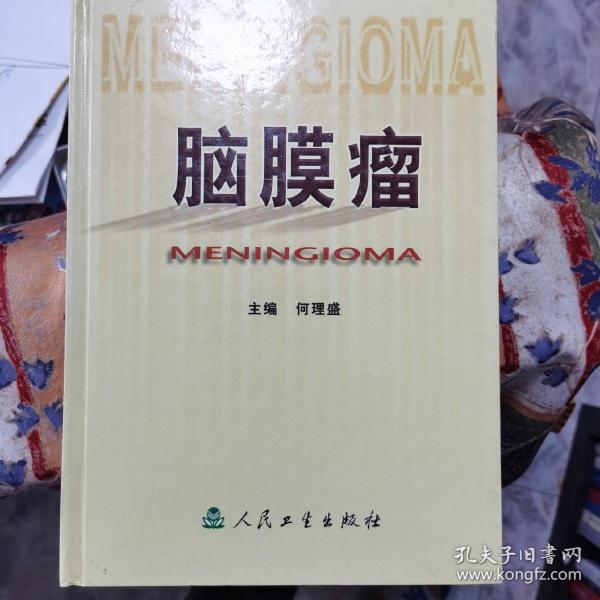 MENINGIOMA
脑膜瘤
MENINGIOMA
主编 何理盛
人民卫生出版社
孔夫子旧书网
www.kongfz.com